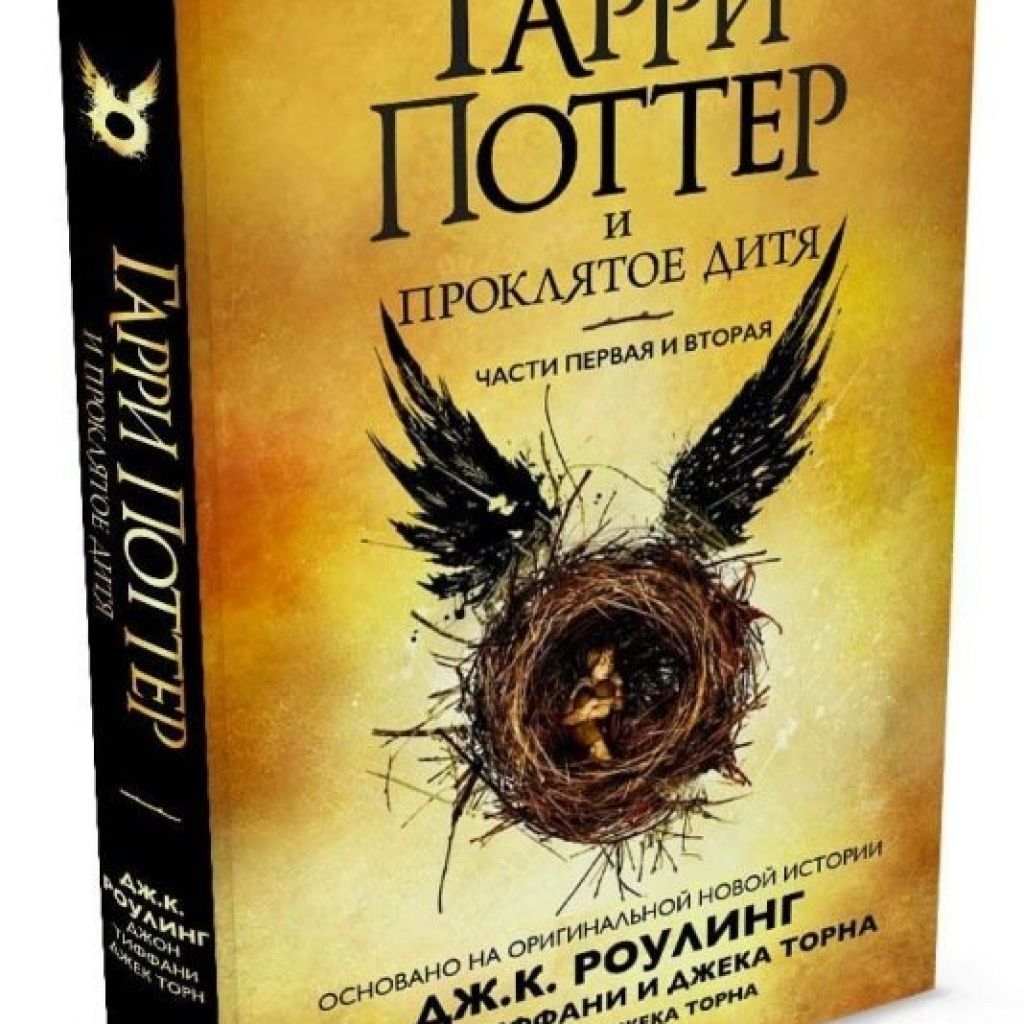 ГАРРИ
ПОТТЕР
И
ПРОКЛЯТОЕ ДИТЯ
ЧАСТИ ПЕРВАЯ И ВТОРАЯ
ОСНОВАНО НА ОРИГИНАЛЬНОЙ НОВОЙ ИСТОРИИ
ДЖ.К. РОУЛИНГ
И ДЖЕКА ТОРНА
ТОРНА
ГАРРИ ПОТТЕР
И ПРОКЛЯТОЕ ДИТЯ
ДЖ.К.
РОУЛИНГ
ДЖОН
ТИФФАНИ
ДЖЕК ТОРН